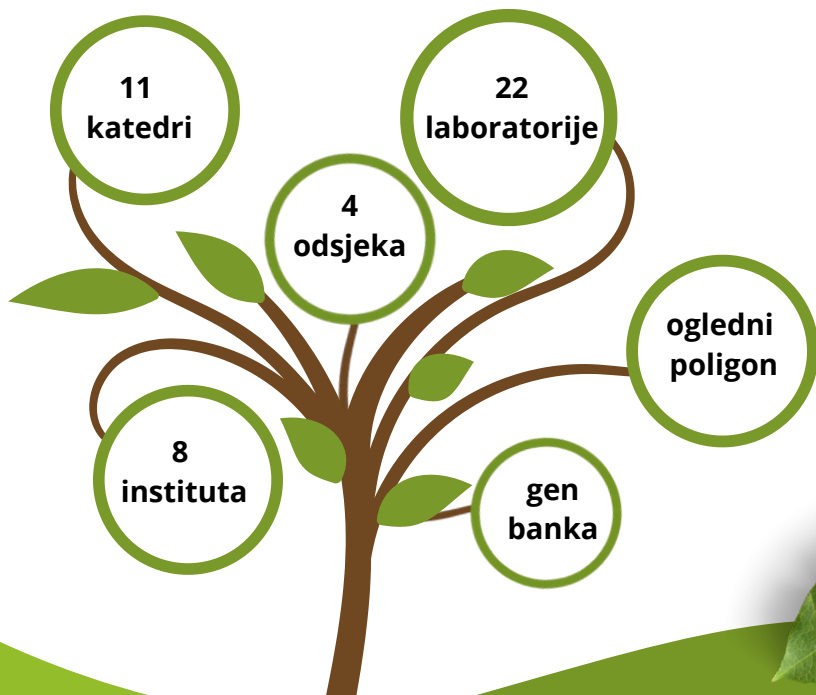 11
katedri
22
laboratorije
4
odsjeka
ogledni
poligon
8
instituta
gen
banka